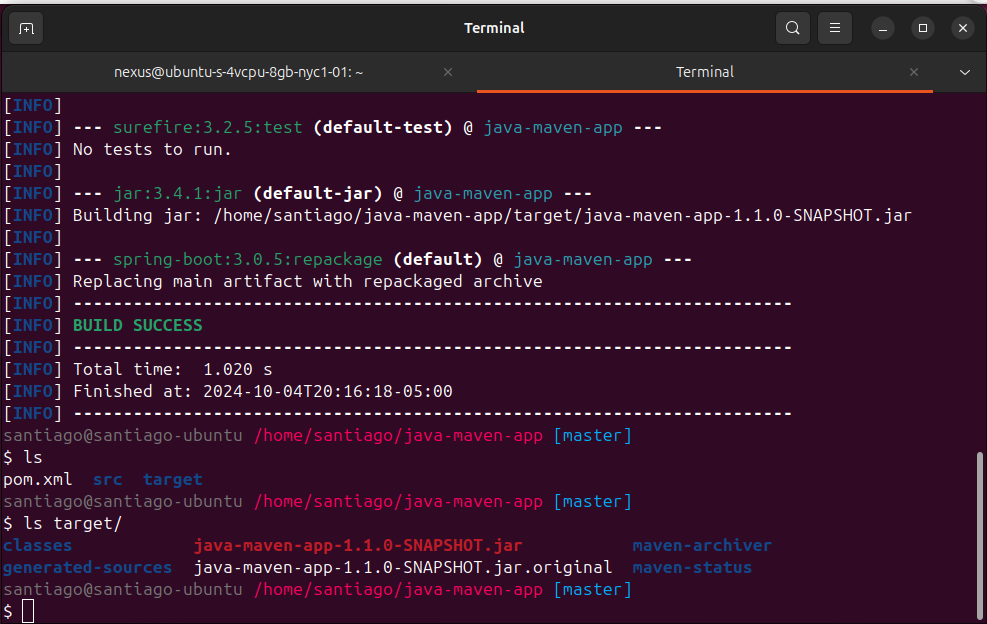 Terminal
nexus@ubuntu-s-4vcpu-8gb-nyc1-01: ~
Terminal
[INFO]
[INFO] --- surefire:3.2.5:test (default-test) @ java-maven-app ---
[INFO] No tests to run.
[INFO]
[INFO] --- jar:3.4.1:jar (default-jar) @ java-maven-app ---
[INFO] Building jar: /home/santiago/java-maven-app/target/java-maven-app-1.1.0-SNAPSHOT.jar
[INFO]
[INFO] --- spring-boot:3.0.5:repackage (default) @ java-maven-app ---
[INFO] Replacing main artifact with repackaged archive
[INFO] ------------------------------------------------------------------------
[INFO] BUILD SUCCESS
[INFO] ------------------------------------------------------------------------
[INFO] Total time:  1.020 s
[INFO] Finished at: 2024-10-04T20:16:18-05:00
[INFO] ------------------------------------------------------------------------
santiago@santiago-ubuntu /home/santiago/java-maven-app [master]
$ ls
pom.xml  src  target
santiago@santiago-ubuntu /home/santiago/java-maven-app [master]
$ ls target/
classes            java-maven-app-1.1.0-SNAPSHOT.jar           maven-archiver
generated-sources  java-maven-app-1.1.0-SNAPSHOT.jar.original  maven-status
santiago@santiago-ubuntu /home/santiago/java-maven-app [master]
$